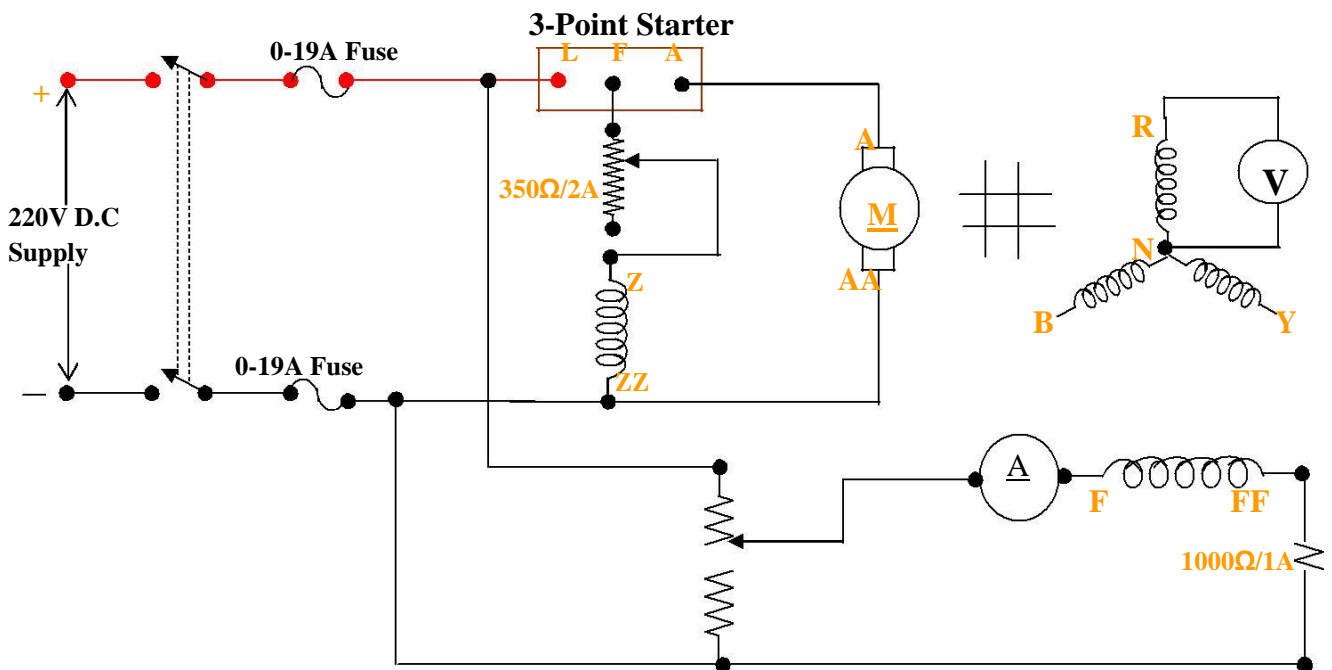 3-Point Starter
0-19A Fuse
L F A
+
R
A
350Ω/2A
V
M
220V D.C
Supply
N
AA
Z
B
Y
0-19A Fuse
ZZ
—
A
F
FF
1000Ω/1A